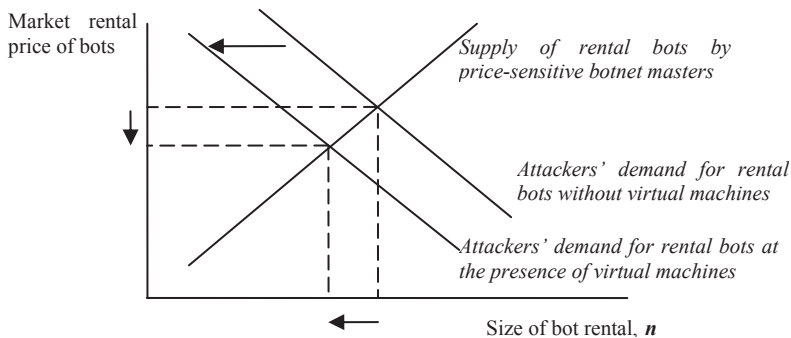 Market rental
price of bots
Supply of rental bots by
price-sensitive botnet masters
Attackers’ demand for rental
bots without virtual machines
Attackers’ demand for rental bots at
the presence of virtual machines
Size of bot rental, n